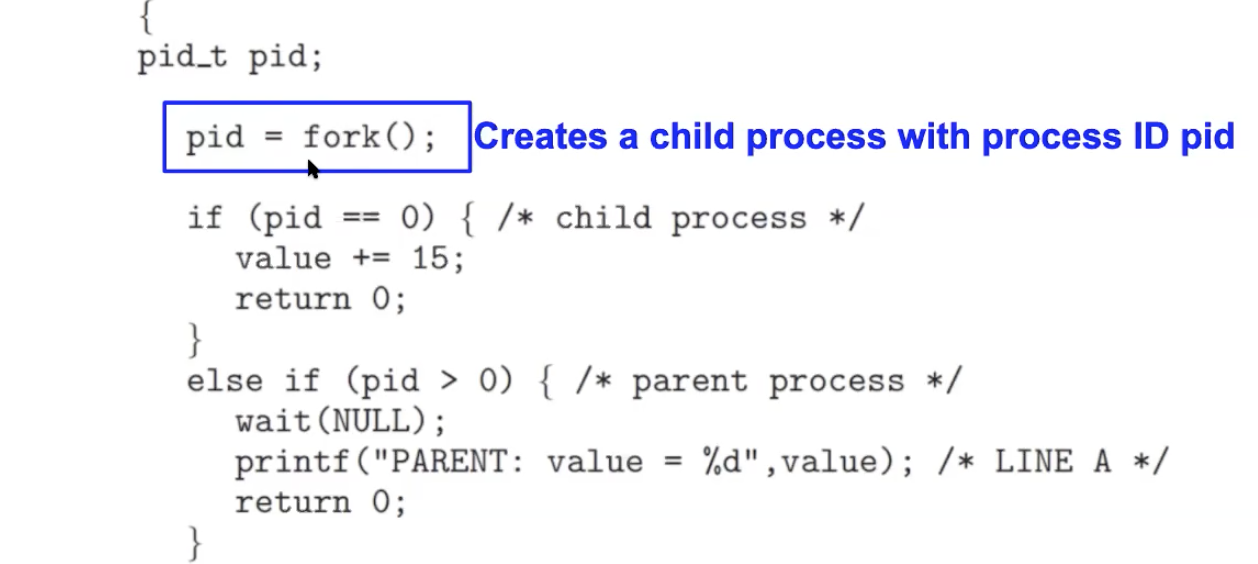 {
pid_t pid;
pid = fork(); Creates a child process with process ID pid
if (pid == 0) { /* child process */
value += 15;
return 0;
}
else if (pid > 0) { /* parent process */
wait(NULL);
printf("PARENT: value = %d",value); /* LINE A */
return 0;
}